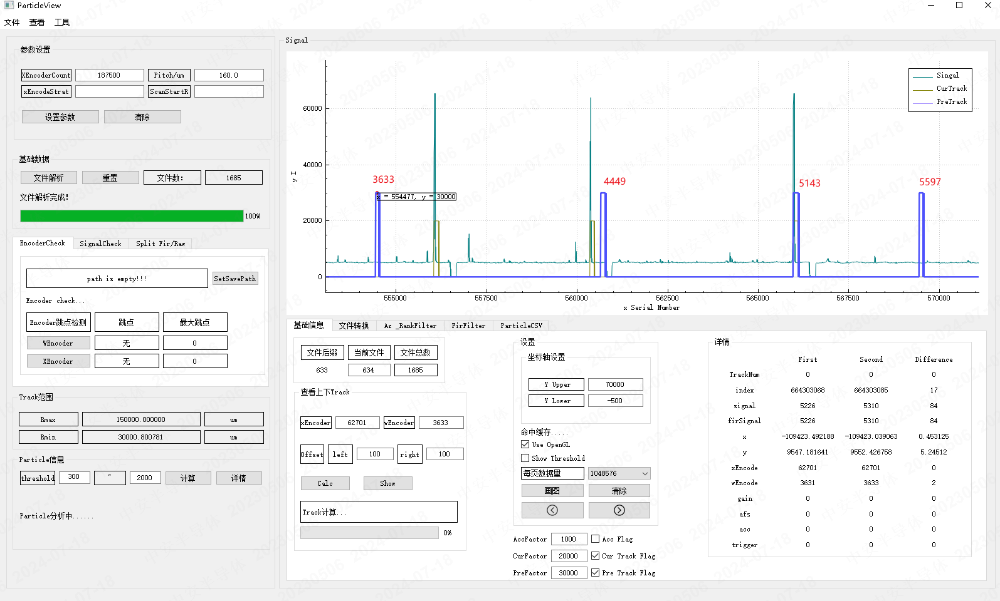 ParticleView
文件 查看 工具
参数设置
XEncoderCount 187500 Pitch/um 160.0
xEncodeStrat ScanStartR
设置参数 清除
基础数据
文件解析 重置 文件数: 1685
文件解析完成!
100%
EncoderCheck SignalCheck Split Fir/Raw
path is empty!!! SetSavePath
Encoder check...
Encoder跳点检测 跳点 最大跳点
WEncoder 无 0
XEncoder 无 0
Track范围
Rmax 150000.000000 um
Rmin 30000.800781 um
Particle信息
threshold 300 ~ 2000 计算 详情
Particle分析中......
Signal
Singal
CurTrack
PreTrack
60000
40000
20000
0
y I
3633
4449
5143
5597
x = 554477, y = 30000
555000 557500 560000 562500 565000 567500 570000
x Serial Number
基础信息 文件转换 Az _RankFilter FirFilter ParticleCSV
文件后缀 当前文件 文件总数
633 634 1685
查看上下Track
xEncoder 62701 wEncoder 3633
Offset left 100 right 100
Calc Show
Track计算...
0%
设置
坐标轴设置
Y Upper 70000
Y Lower -500
命中缓存.....
Use OpenGL
Show Threshold
每页数据量 1048576
画图 清除
AccFactor 1000 Acc Flag
CurFactor 20000 Cur Track Flag
PreFactor 30000 Pre Track Flag
详情
First Second Difference
TrackNum 0 0 0
index 664303068 664303085 17
signal 5226 5310 84
firSignal 5226 5310 84
x -109423.492188 -109423.039063 0.453125
y 9547.181641 9552.426758 5.24512
xEncode 62701 62701 0
wEncode 3631 3633 2
gain 0 0 0
afs 0 0 0
acc 0 0 0
trigger 0 0 0
中安半导体 20230506 2024-07-18